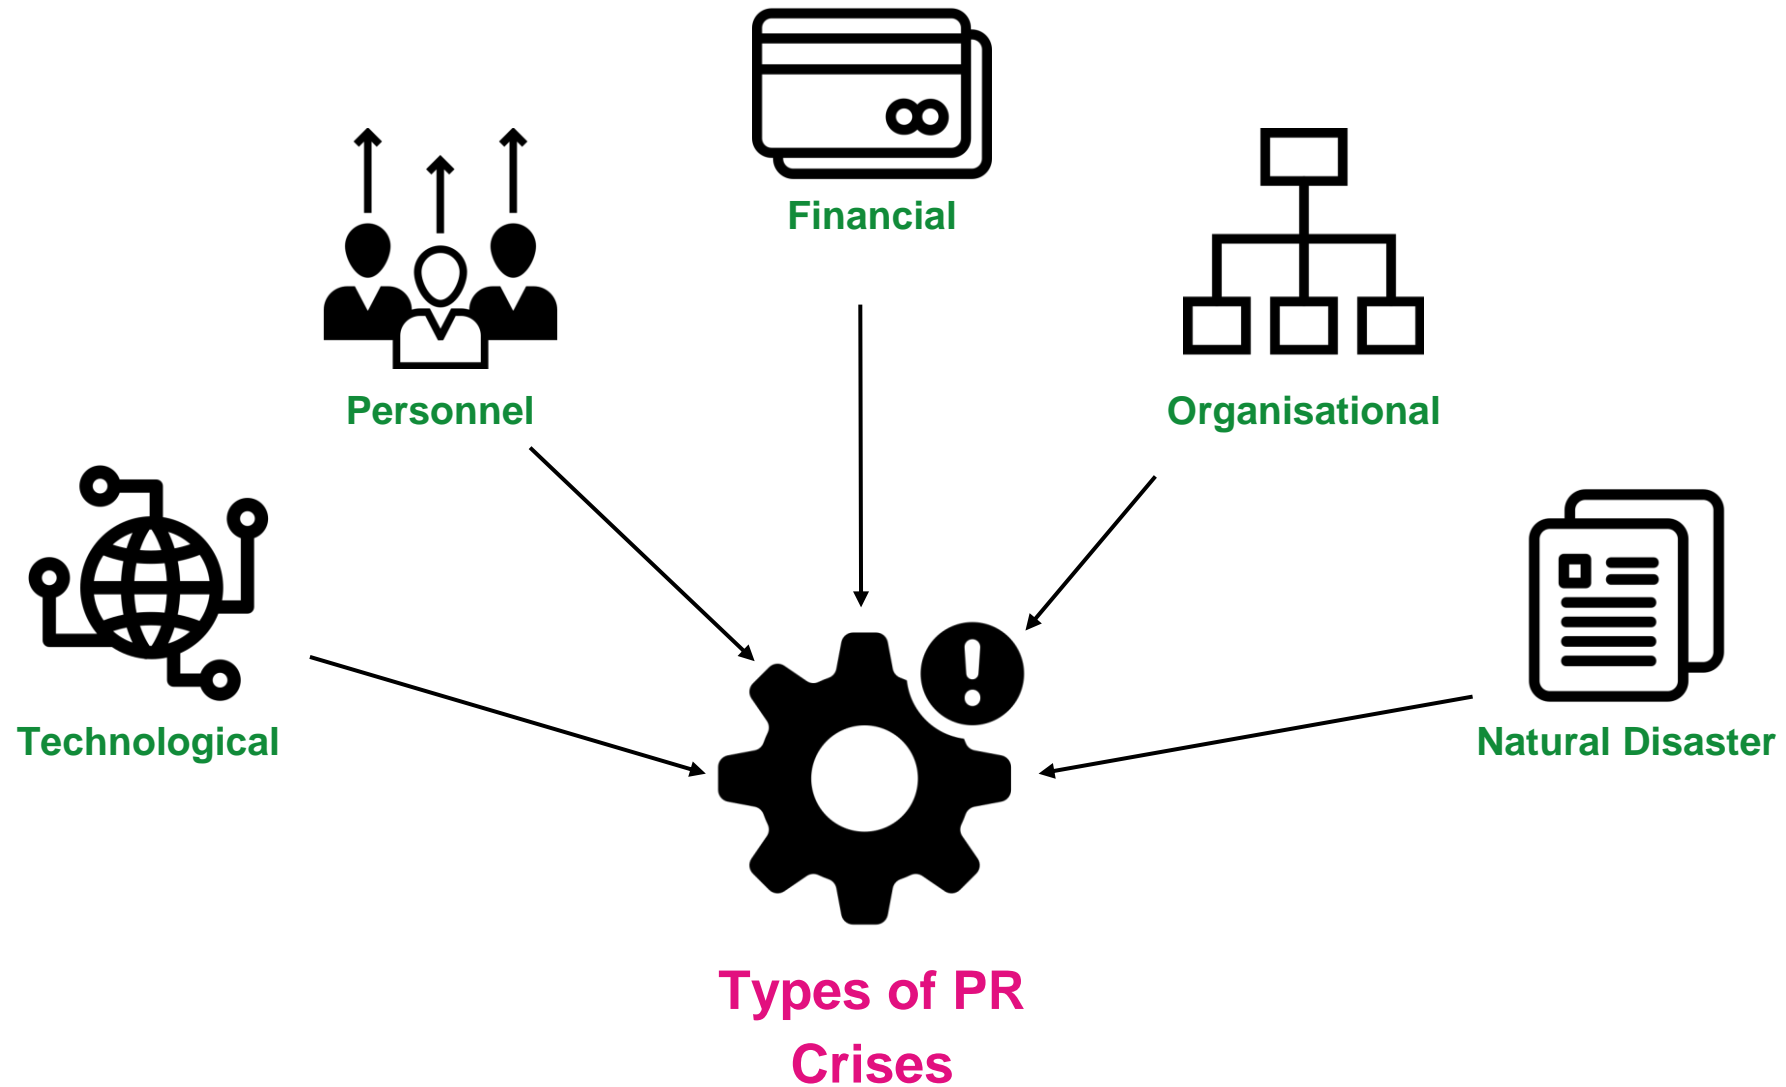 Financial
Personnel
Organisational
Technological
Natural Disaster
Types of PR
Crises